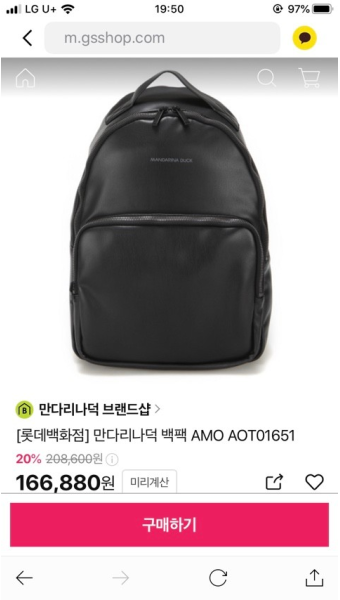 LG U+ 19:50 97%
m.gsshop.com
MANDARINA DUCK
B 만다리나덕 브랜드샵
[롯데백화점] 만다리나덕 백팩 AMO AOT01651
20% 208,600원
166,880원 미리계산
구매하기